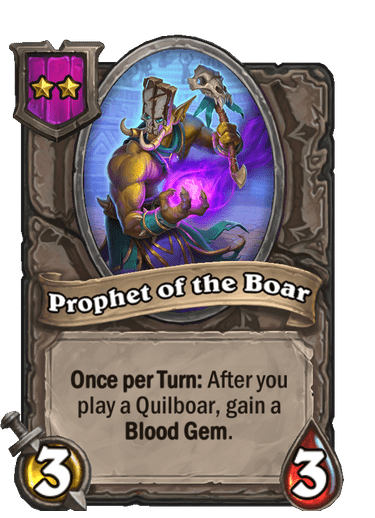 Prophet of the Boar
Once per Turn: After you
play a Quilboar, gain a
Blood Gem.
3
3